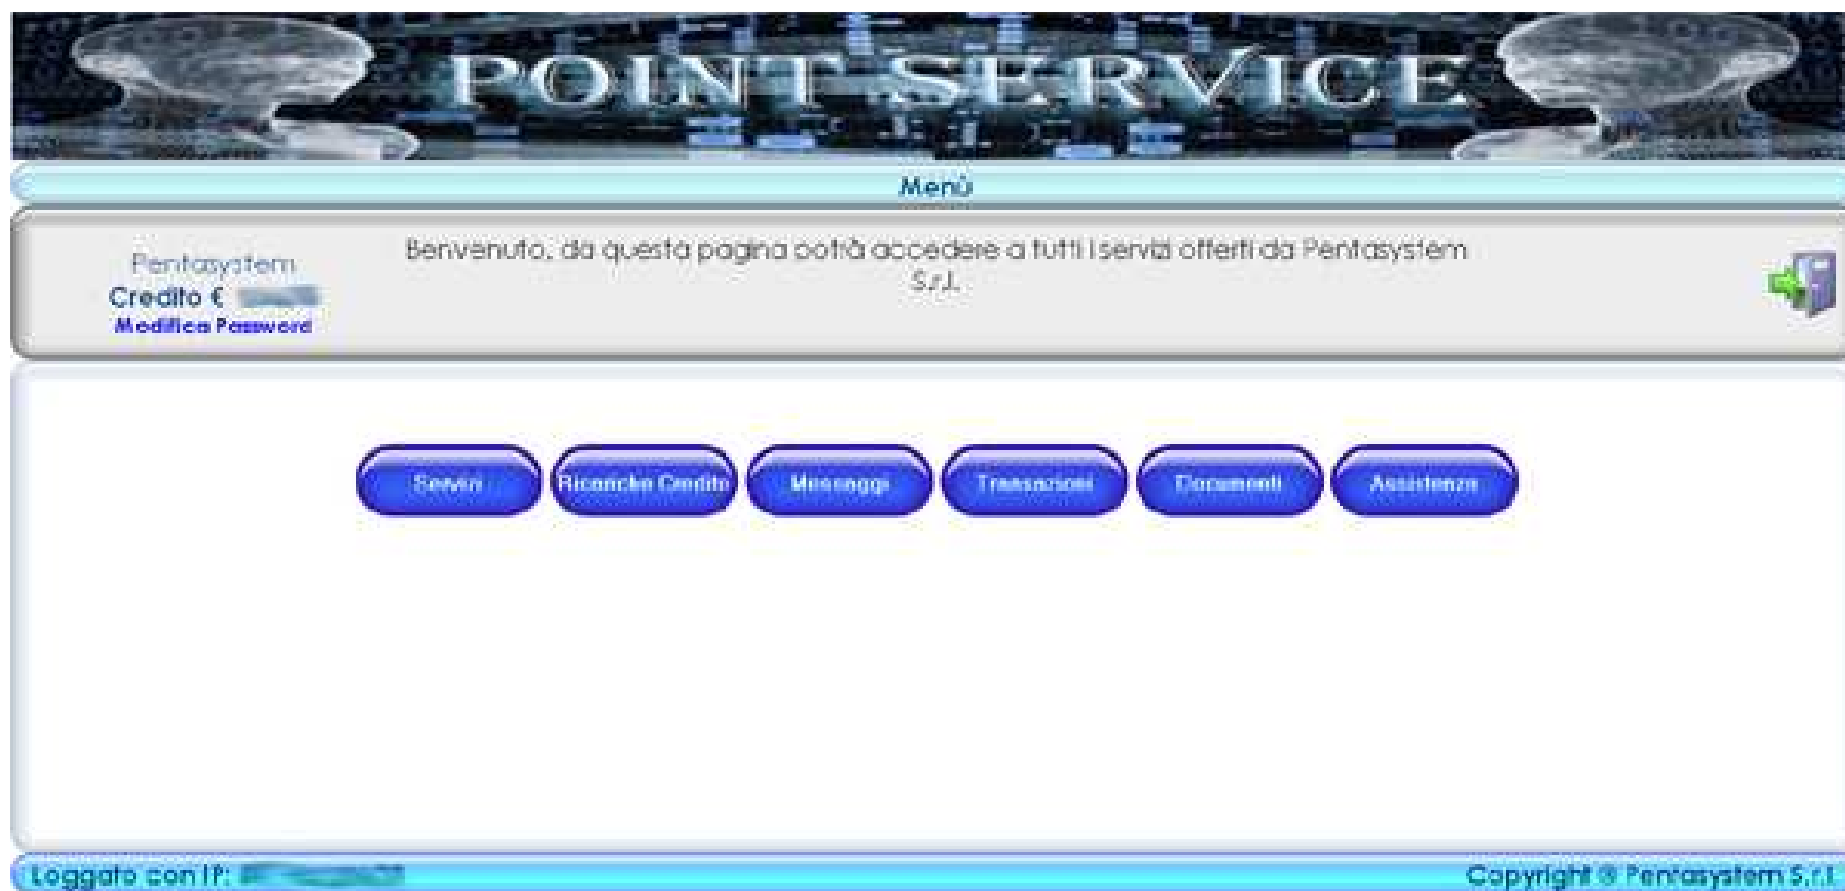 POINT SERVICE
Menù
Pentasystem
Credito €
Modifica Password
Benvenuto, da questa pagina potrà accedere a tutti i servizi offerti da Pentasystem
S.r.l.
Servizi
Ricariche Credito
Messaggi
Transazioni
Documenti
Assistenza
Loggato con IP:
Copyright © Pentasystem S.r.l.